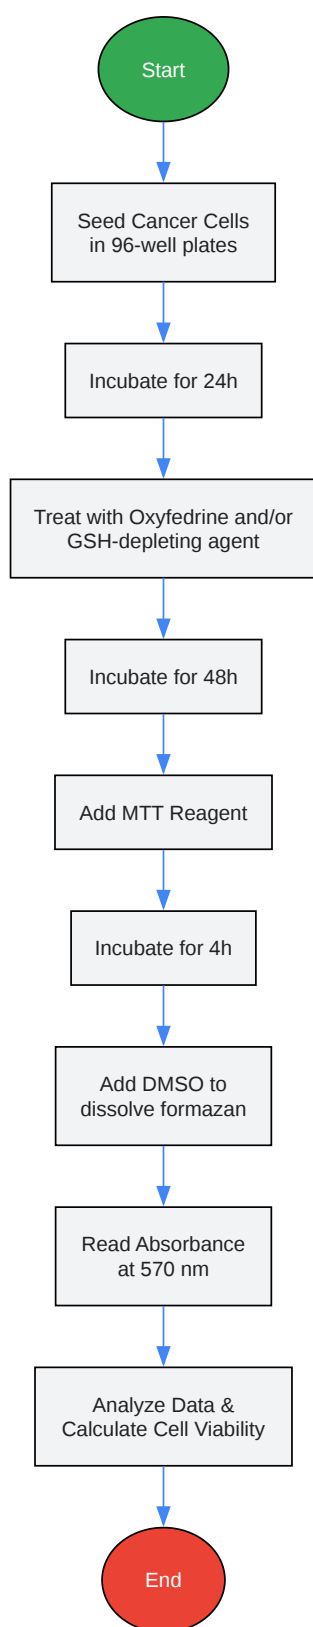 Start
Seed Cancer Cells
in 96-well plates
Incubate for 24h
Treat with Oxyfedrine and/or
GSH-depleting agent
Incubate for 48h
Add MTT Reagent
Incubate for 4h
Add DMSO to
dissolve formazan
Read Absorbance
at 570 nm
Analyze Data &
Calculate Cell Viability
End